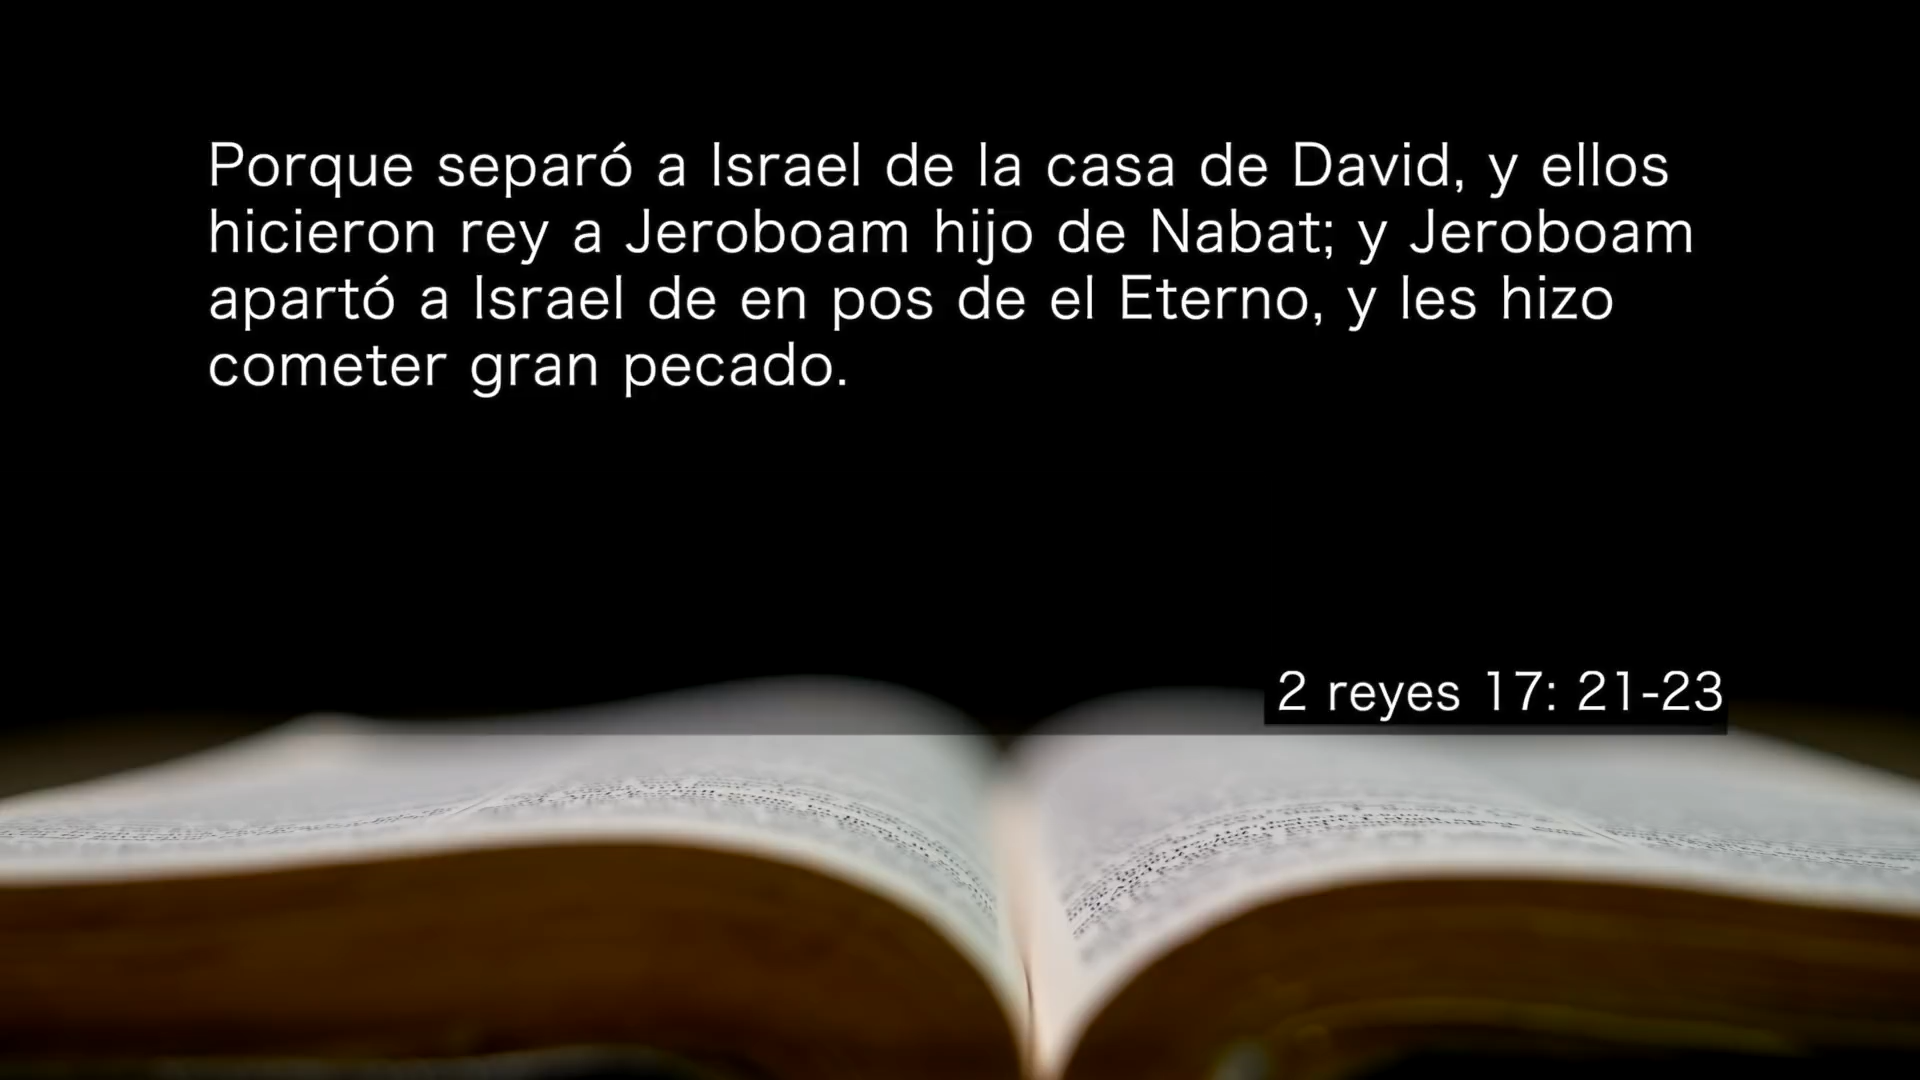 Porque separó a Israel de la casa de David, y ellos
hicieron rey a Jeroboam hijo de Nabat; y Jeroboam
apartó a Israel de en pos de el Eterno, y les hizo
cometer gran pecado.
2 reyes 17: 21-23